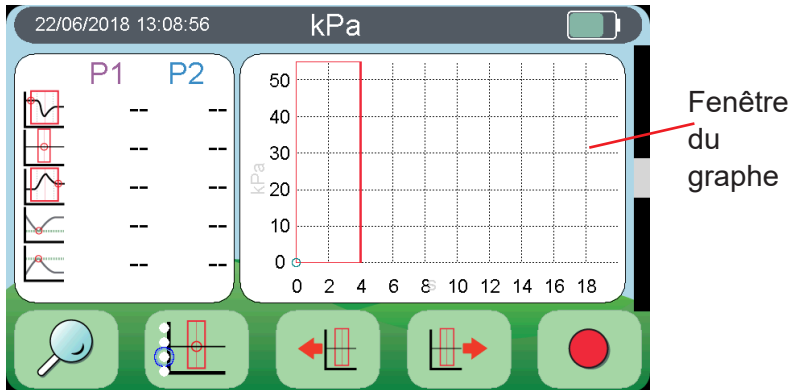 22/06/2018 13:08:56 kPa
P1 P2
-- --
-- --
-- --
-- --
-- --
50
40
30
20
10
0
kPa
0 2 4 6 8 10 12 14 16 18
s
Fenêtre
du
graphe